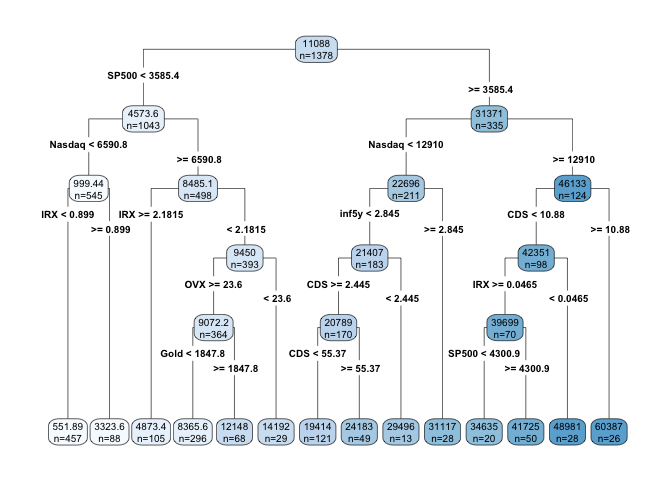 11088
n=1378
SP500 < 3585.4
>= 3585.4
4573.6
n=1043
31371
n=335
Nasdaq < 6590.8
>= 6590.8
Nasdaq < 12910
>= 12910
999.44
n=545
8485.1
n=498
22696
n=211
46133
n=124
IRX < 0.899
>= 0.899
IRX >= 2.1815
< 2.1815
inf5y < 2.845
>= 2.845
CDS < 10.88
>= 10.88
9450
n=393
21407
n=183
42351
n=98
OVX >= 23.6
< 23.6
CDS >= 2.445
< 2.445
IRX >= 0.0465
< 0.0465
9072.2
n=364
20789
n=170
39699
n=70
Gold < 1847.8
>= 1847.8
CDS < 55.37
>= 55.37
SP500 < 4300.9
>= 4300.9
551.89
n=457
3323.6
n=88
4873.4
n=105
8365.6
n=296
12148
n=68
14192
n=29
19414
n=121
24183
n=49
29496
n=13
31117
n=28
34635
n=20
41725
n=50
48981
n=28
60387
n=26